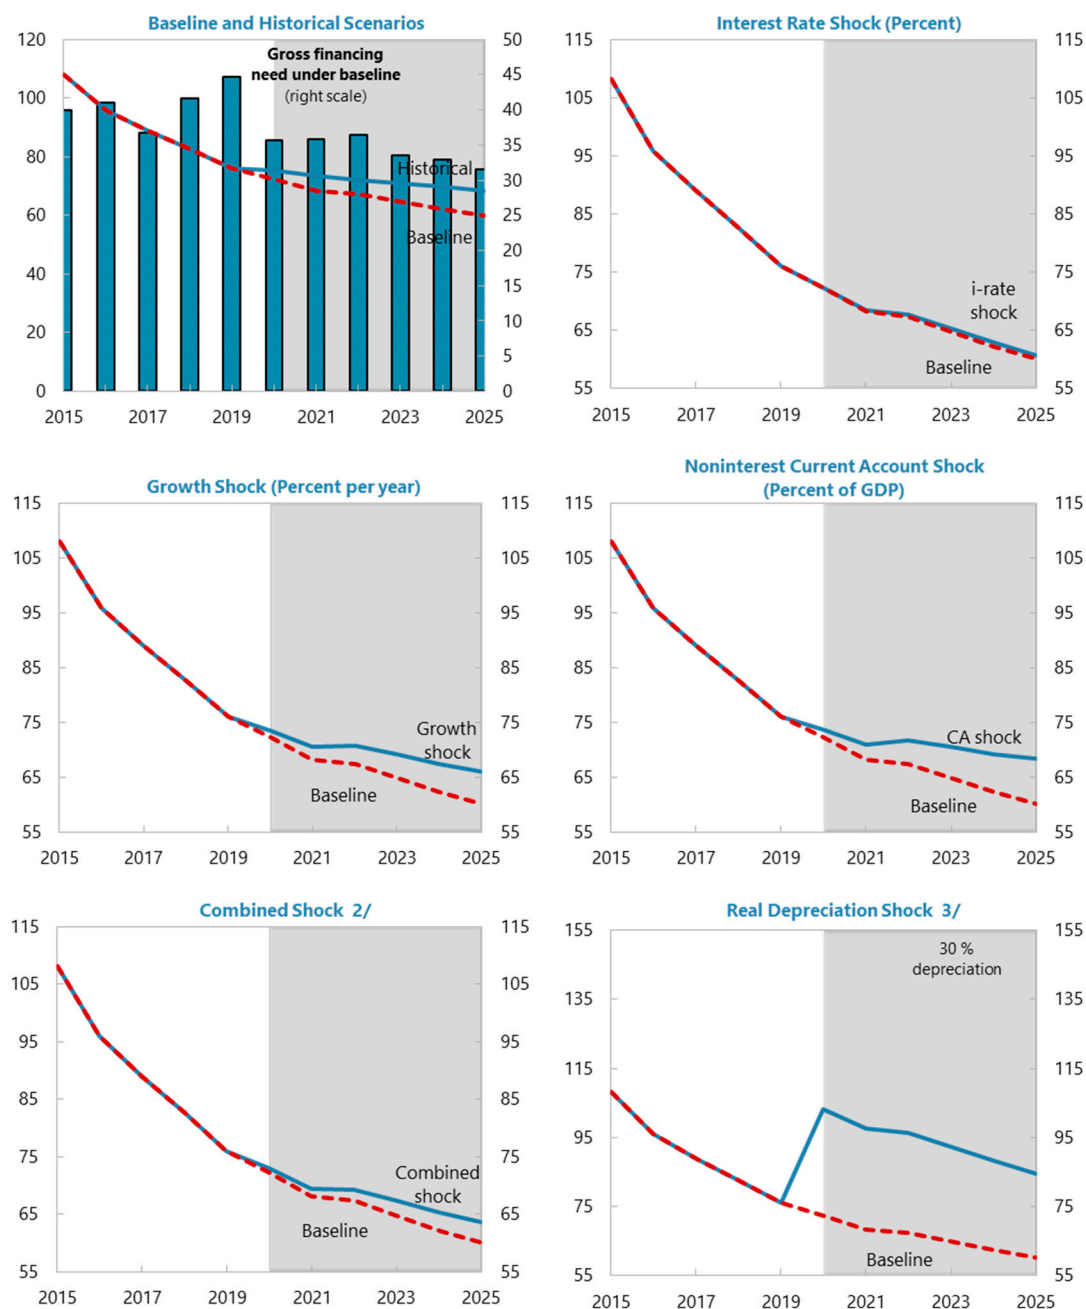 Baseline and Historical Scenarios
120
100
80
60
40
20
0
50
45
40
35
30
25
20
15
10
5
0
Gross financing
need under baseline
(right scale)
Historical
Baseline
2015 2017 2019 2021 2023 2025
Interest Rate Shock (Percent)
115
105
95
85
75
65
55
115
105
95
85
75
65
55
i-rate
shock
Baseline
2015 2017 2019 2021 2023 2025
Growth Shock (Percent per year)
115
105
95
85
75
65
55
115
105
95
85
75
65
55
Growth
shock
Baseline
2015 2017 2019 2021 2023 2025
Noninterest Current Account Shock
(Percent of GDP)
115
105
95
85
75
65
55
115
105
95
85
75
65
55
CA shock
Baseline
2015 2017 2019 2021 2023 2025
Combined Shock 2/
115
105
95
85
75
65
55
115
105
95
85
75
65
55
Combined
shock
Baseline
2015 2017 2019 2021 2023 2025
Real Depreciation Shock 3/
155
135
115
95
75
55
155
135
115
95
75
55
30 %
depreciation
Baseline
2015 2017 2019 2021 2023 2025